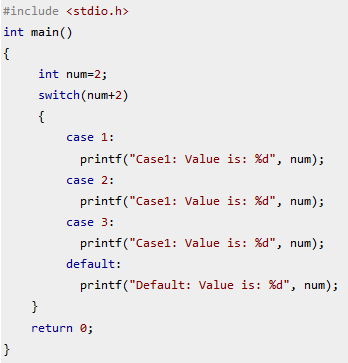 #include <stdio.h>
int main()
{
     int num=2;
     switch(num+2)
     {
         case 1:
           printf("Case1: Value is: %d", num);
         case 2:
           printf("Case1: Value is: %d", num);
         case 3:
           printf("Case1: Value is: %d", num);
         default:
           printf("Default: Value is: %d", num);
    }
    return 0;
}